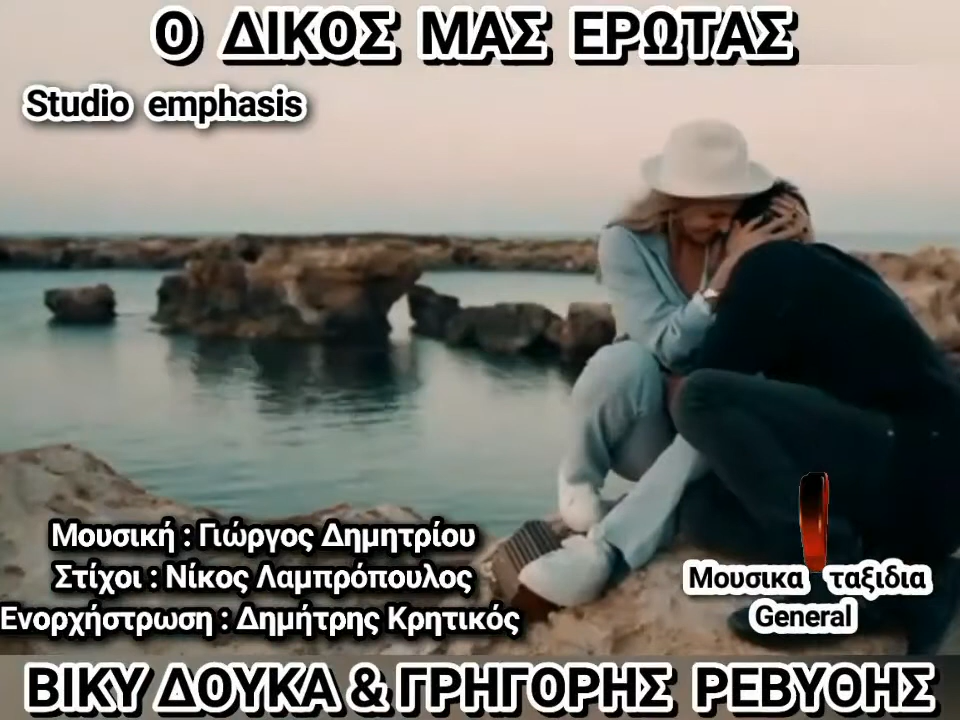 Ο ΔΙΚΟΣ ΜΑΣ ΕΡΩΤΑΣ
Studio emphasis
Μουσική : Γιώργος Δημητρίου
Στίχοι : Νίκος Λαμπρόπουλος
Ενορχήστρωση : Δημήτρης Κρητικός
Μουσικα ταξιδια
General
ΒΙΚΥ ΔΟΥΚΑ & ΓΡΗΓΟΡΗΣ ΡΕΒΥΘΗΣ